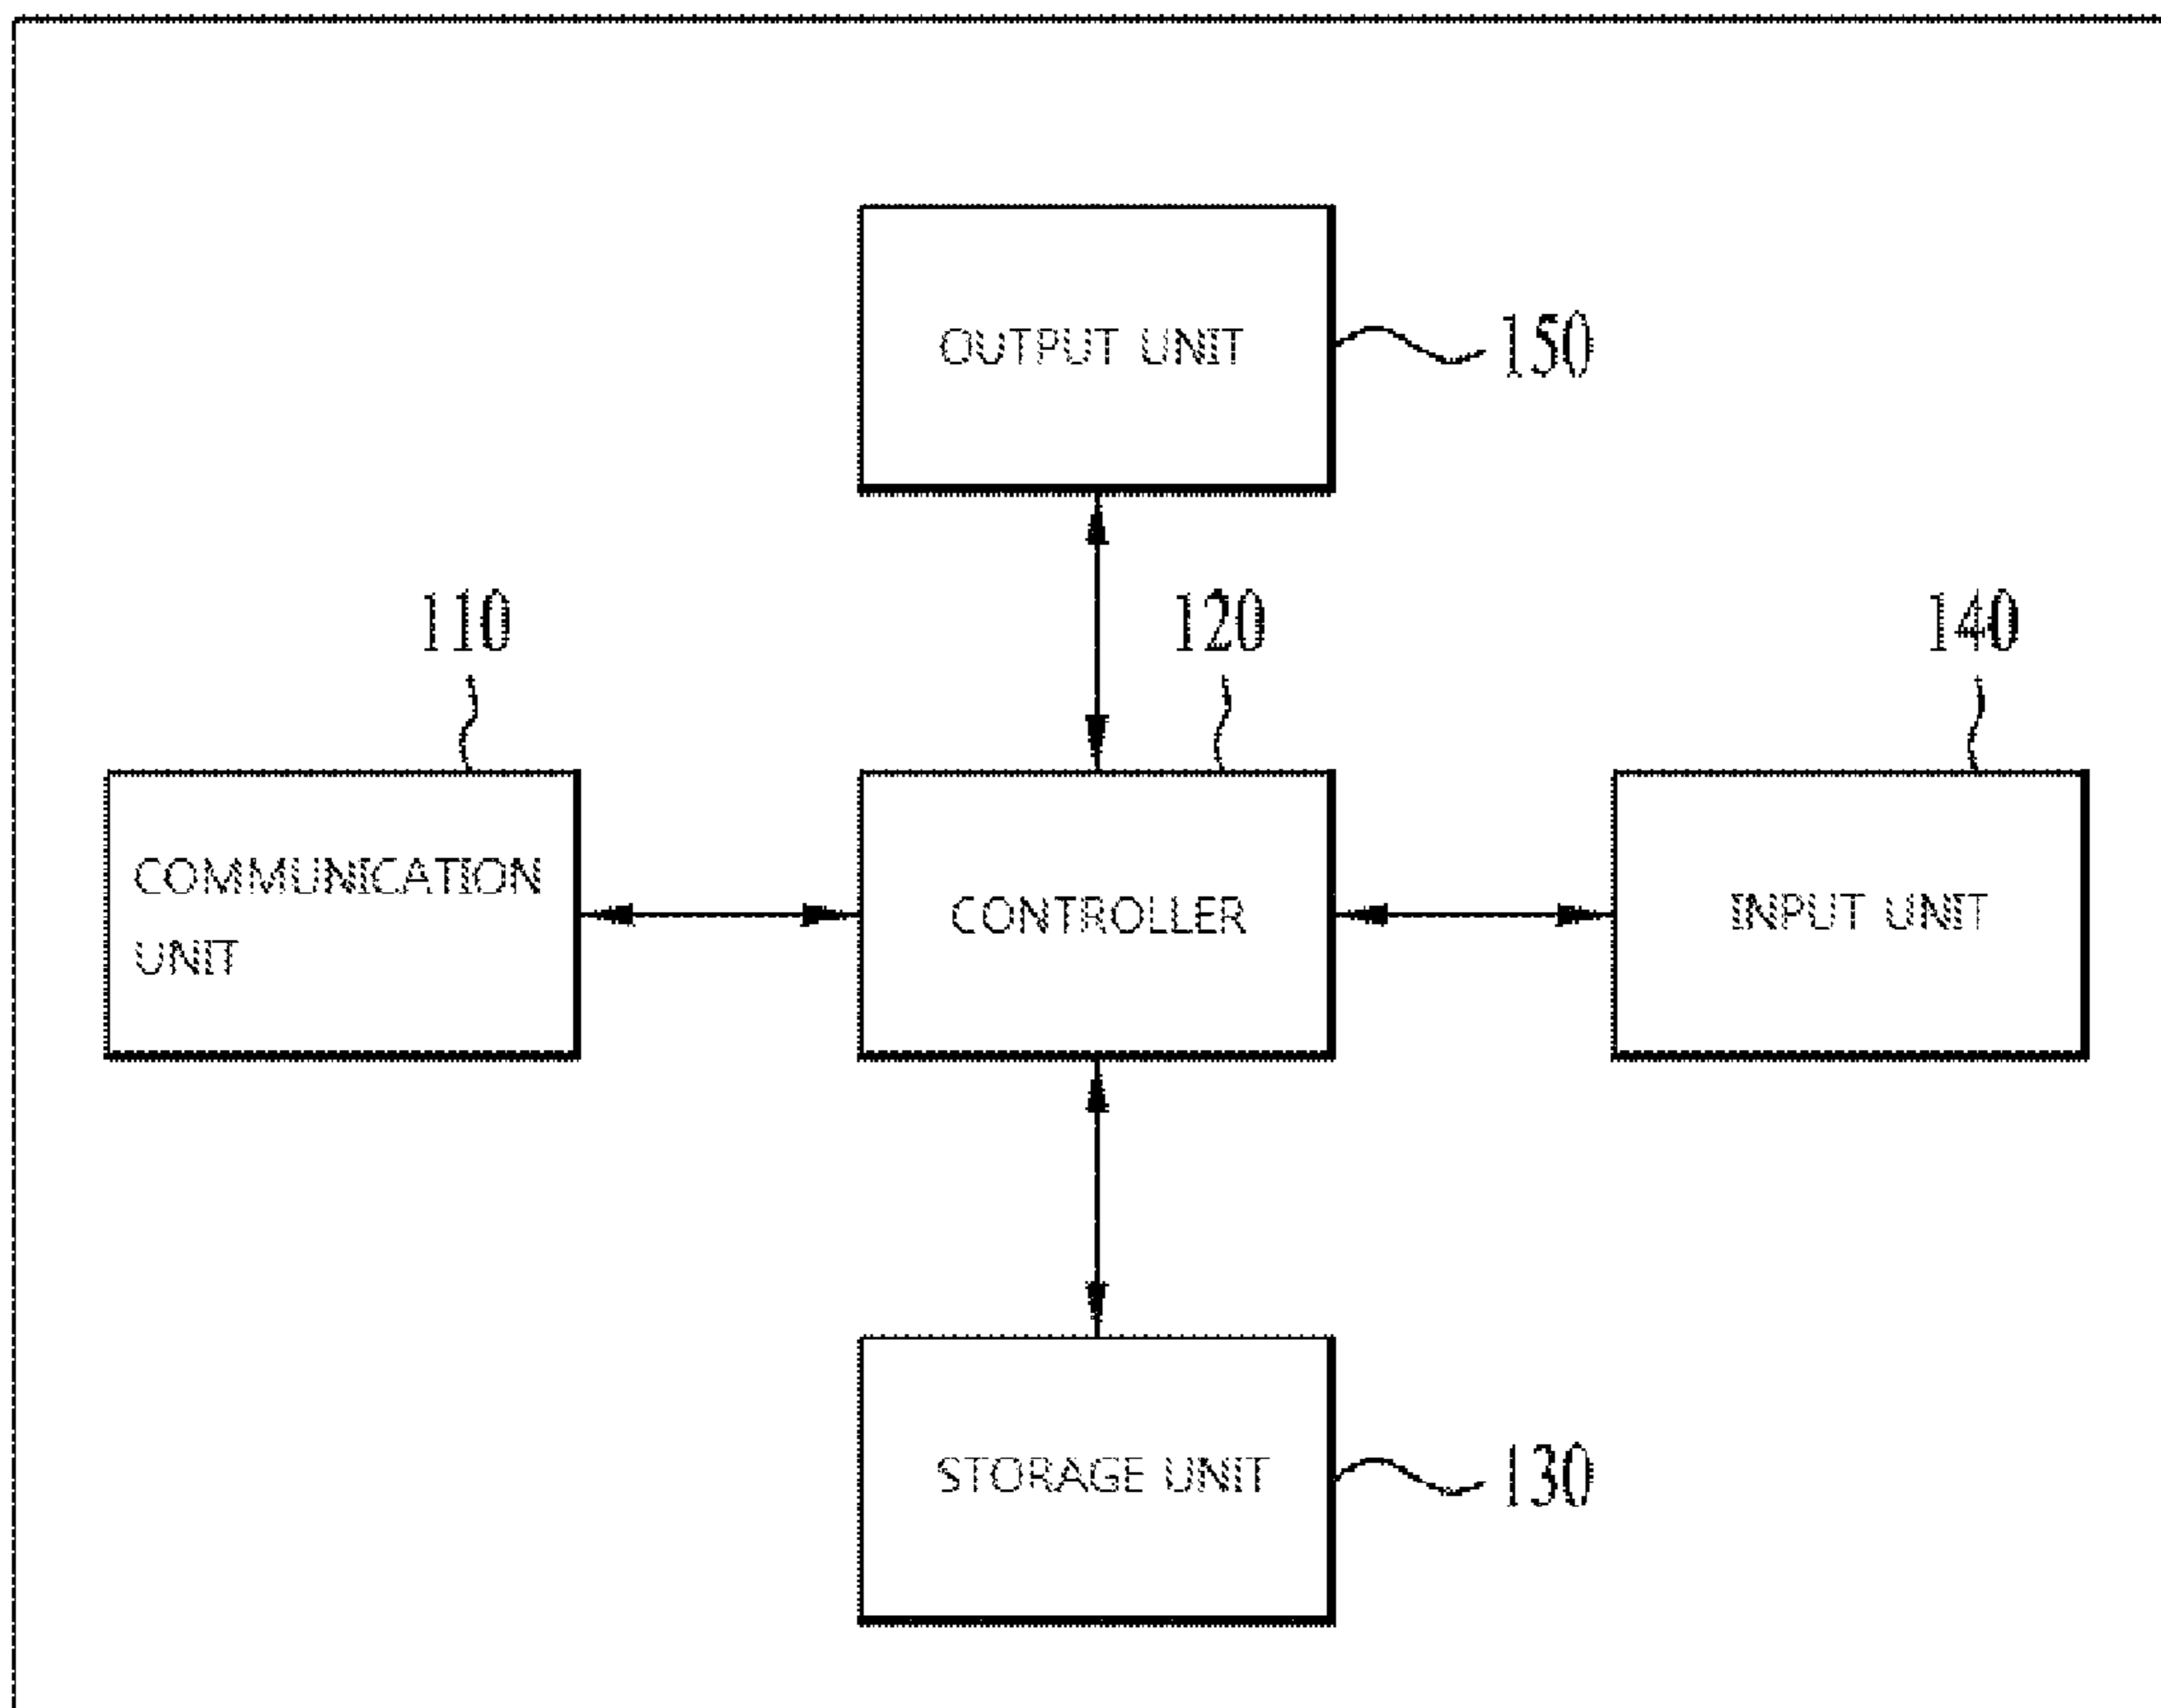 OUTPUT UNIT
150
110
120
140
COMMUNICATION
UNIT
CONTROLLER
INPUT UNIT
STORAGE UNIT
130